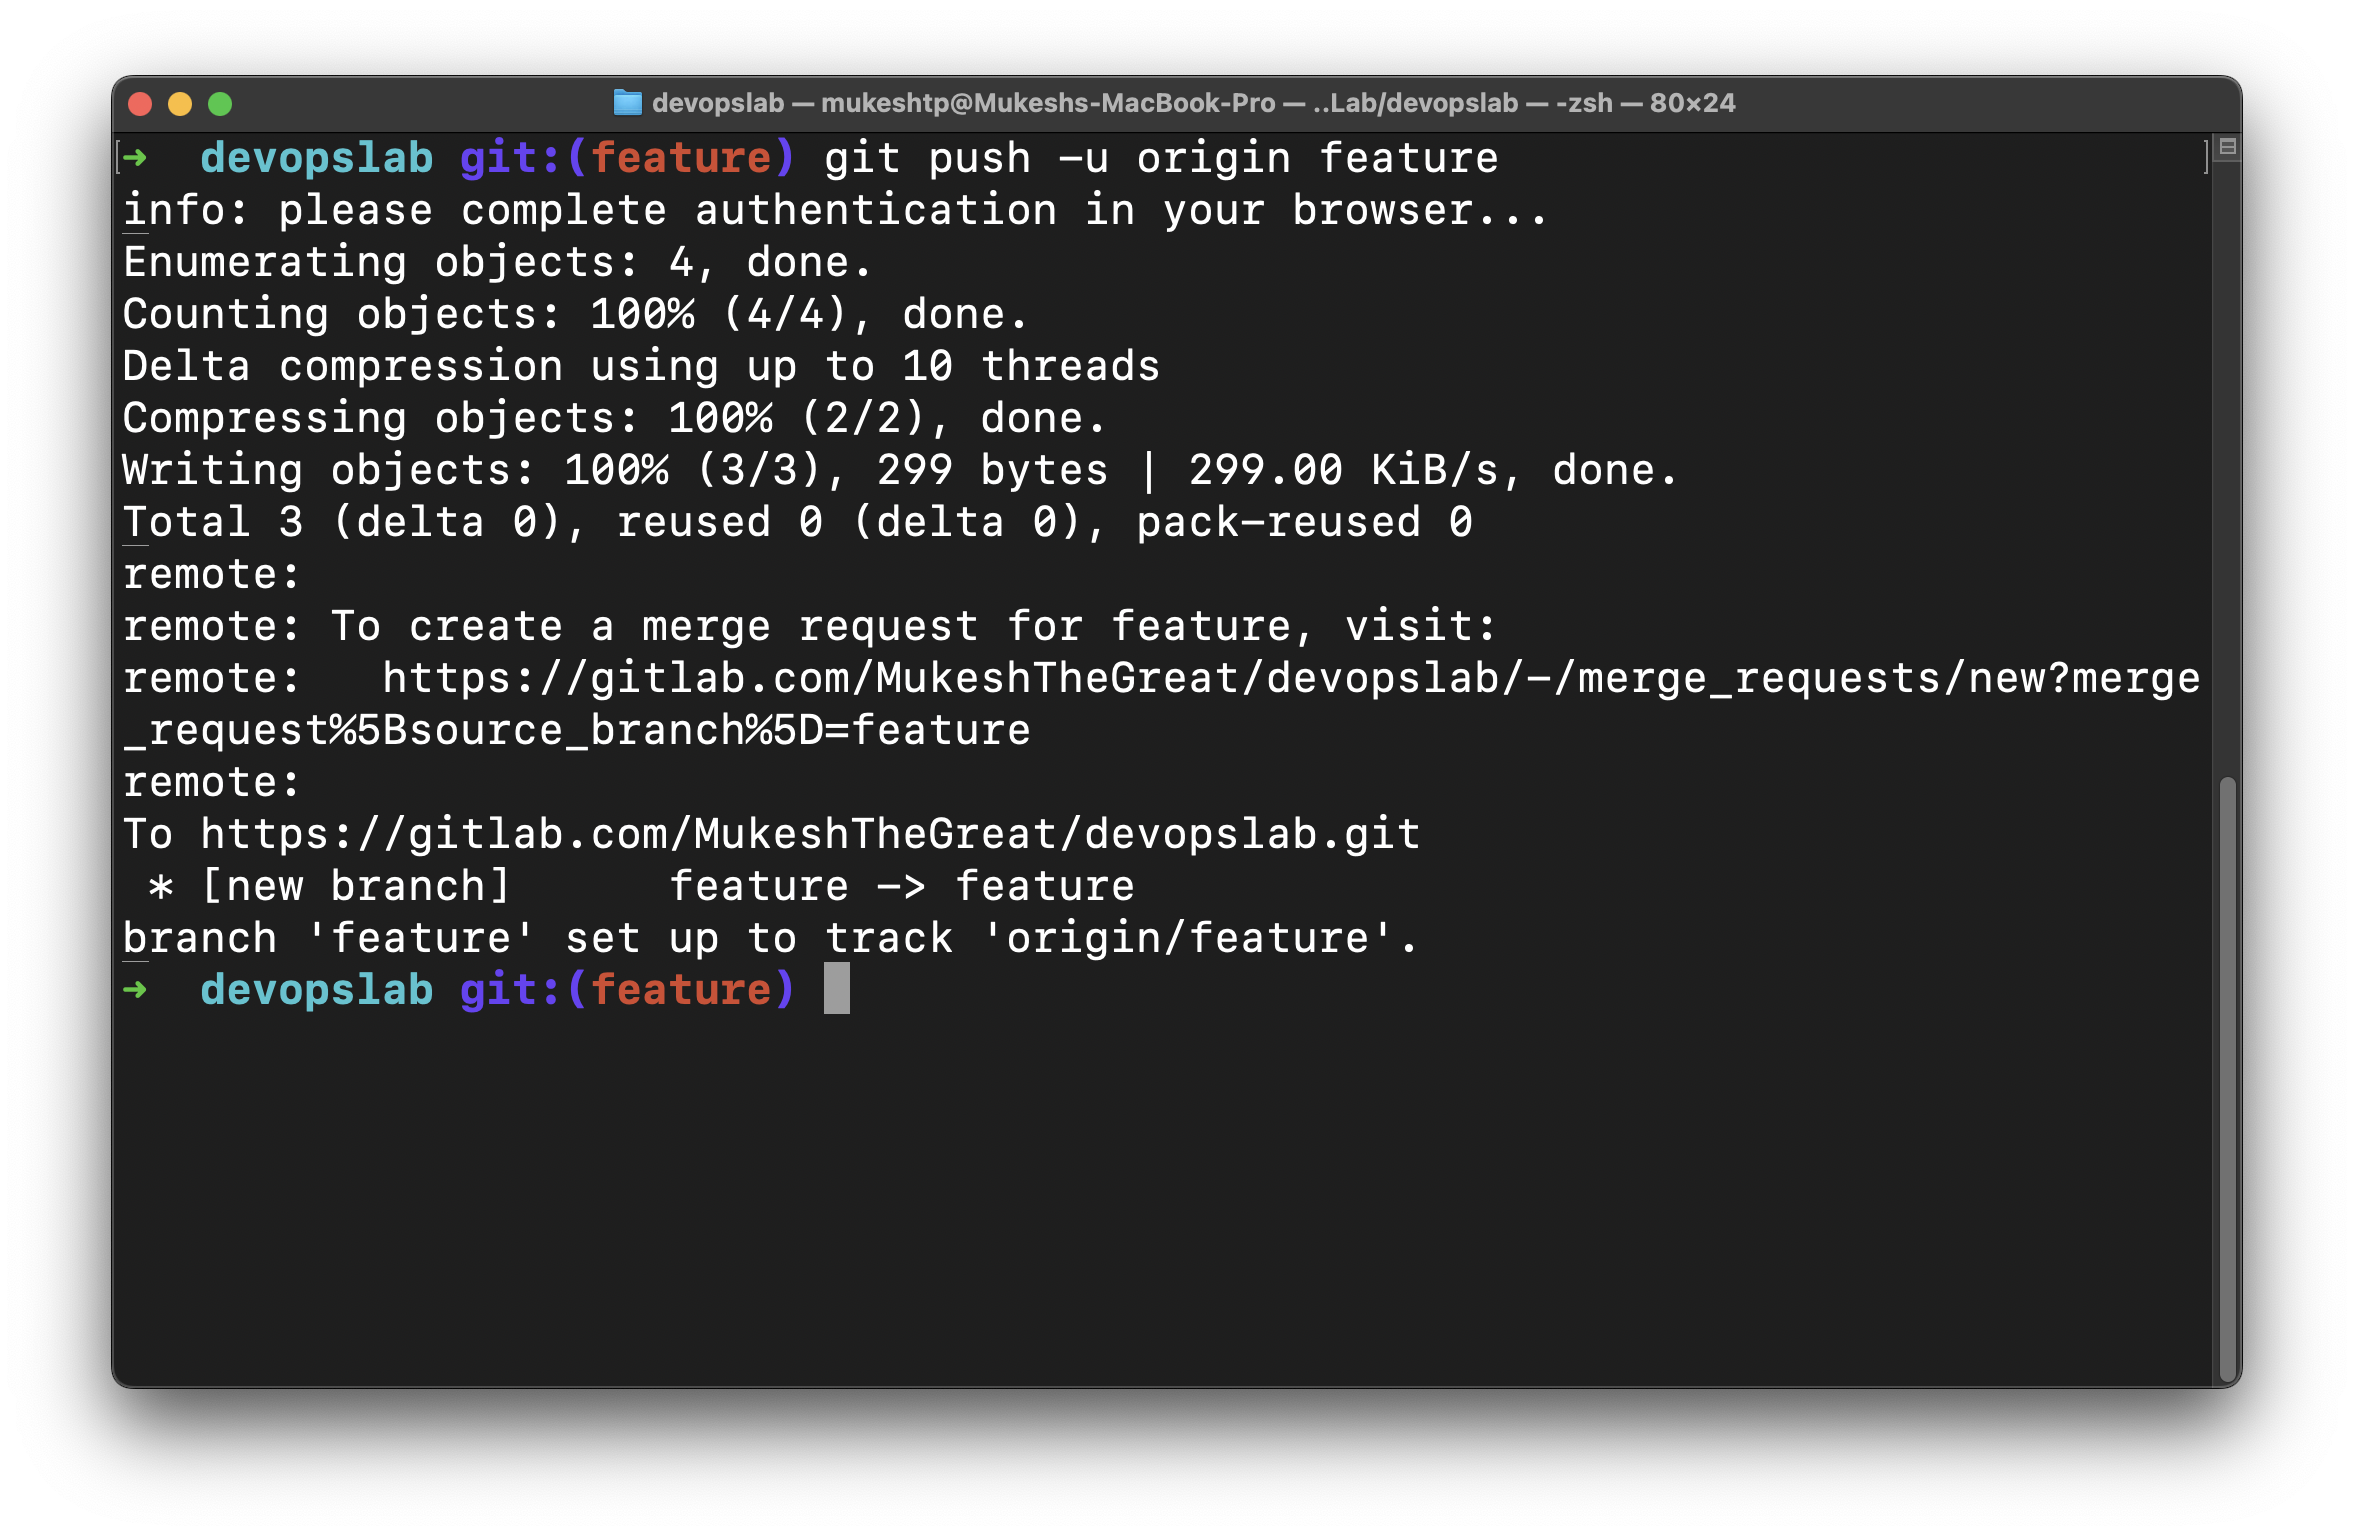 devopslab — mukeshtp@Mukeshs-MacBook-Pro — ..Lab/devopslab — -zsh — 80×24
[➜  devopslab git:(feature) git push -u origin feature ]
info: please complete authentication in your browser...
Enumerating objects: 4, done.
Counting objects: 100% (4/4), done.
Delta compression using up to 10 threads
Compressing objects: 100% (2/2), done.
Writing objects: 100% (3/3), 299 bytes | 299.00 KiB/s, done.
Total 3 (delta 0), reused 0 (delta 0), pack-reused 0
remote:
remote: To create a merge request for feature, visit:
remote:   https://gitlab.com/MukeshTheGreat/devopslab/-/merge_requests/new?merge
_request%5Bsource_branch%5D=feature
remote:
To https://gitlab.com/MukeshTheGreat/devopslab.git
 * [new branch]      feature -> feature
branch 'feature' set up to track 'origin/feature'.
➜  devopslab git:(feature)